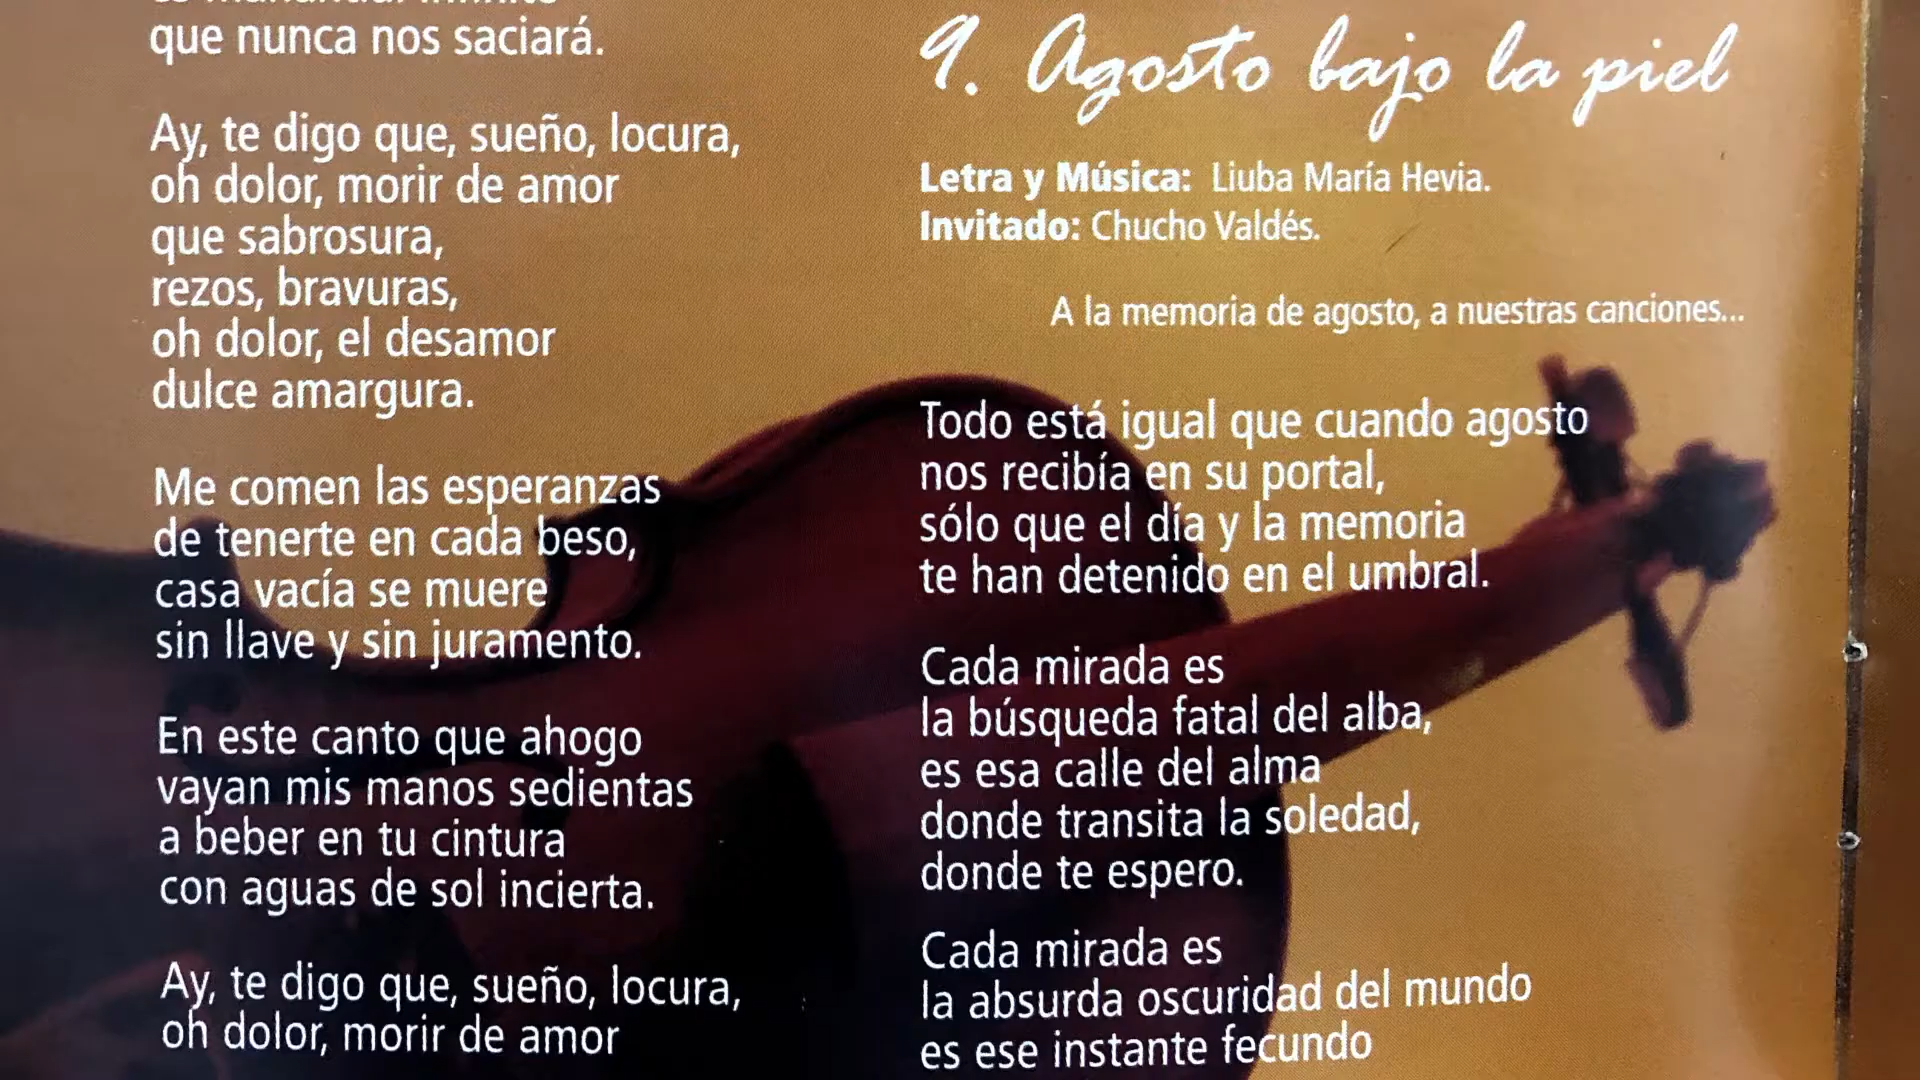 que nunca nos saciará.
Ay, te digo que, sueño, locura,
oh dolor, morir de amor
que sabrosura,
rezos, bravuras,
oh dolor, el desamor
dulce amargura.
Me comen las esperanzas
de tenerte en cada beso,
casa vacía se muere
sin llave y sin juramento.
En este canto que ahogo
vayan mis manos sedientas
a beber en tu cintura
con aguas de sol incierta.
Ay, te digo que, sueño, locura,
oh dolor, morir de amor
9. Agosto bajo la piel
Letra y Música: Liuba María Hevia.
Invitado: Chucho Valdés.
A la memoria de agosto, a nuestras canciones...
Todo está igual que cuando agosto
nos recibía en su portal,
sólo que el día y la memoria
te han detenido en el umbral.
Cada mirada es
la búsqueda fatal del alba,
es esa calle del alma
donde transita la soledad,
donde te espero.
Cada mirada es
la absurda oscuridad del mundo
es ese instante fecundo